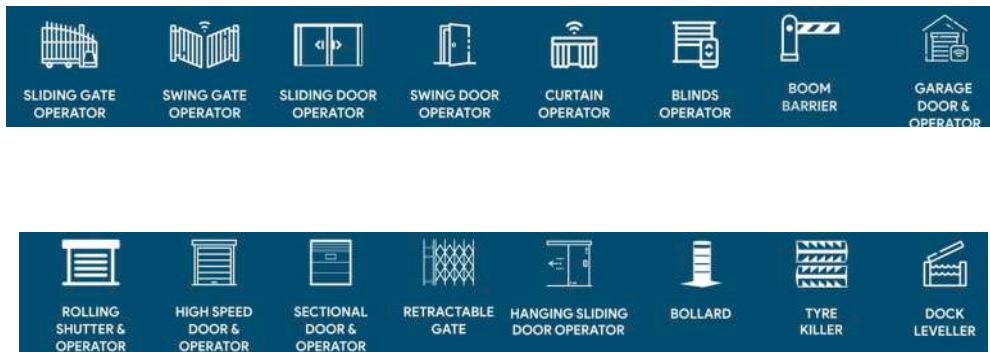 SLIDING GATE
OPERATOR
SWING GATE
OPERATOR
SLIDING DOOR
OPERATOR
SWING DOOR
OPERATOR
CURTAIN
OPERATOR
BLINDS
OPERATOR
BOOM
BARRIER
GARAGE
DOOR &
OPERATOR
ROLLING
SHUTTER &
OPERATOR
HIGH SPEED
DOOR &
OPERATOR
SECTIONAL
DOOR &
OPERATOR
RETRACTABLE
GATE
HANGING SLIDING
DOOR OPERATOR
BOLLARD
TYRE
KILLER
DOCK
LEVELLER